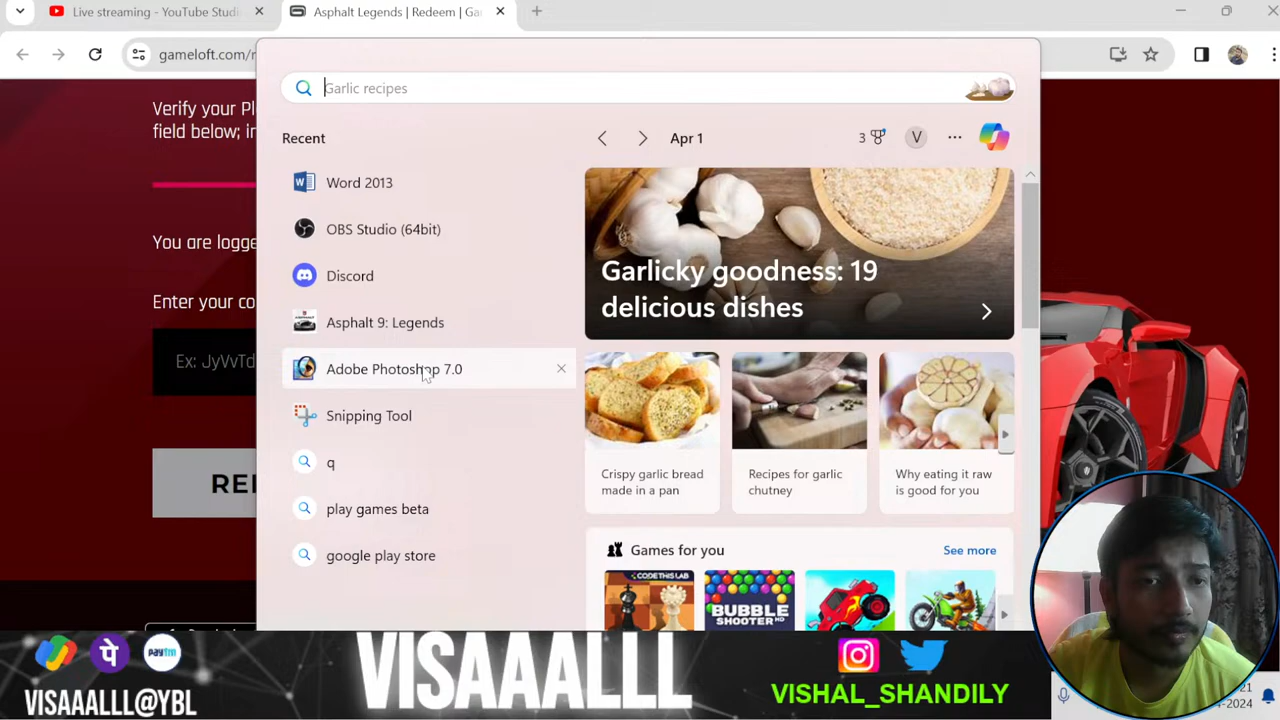 Live streaming - YouTube Studi
Asphalt Legends | Redeem | Ga
gameloft.com/r
Verify your Pl
field below; in
You are logge
Enter your co
Ex: JyVvTd
Garlic recipes
Recent
Apr 1
3
V
Word 2013
OBS Studio (64bit)
Discord
Asphalt 9: Legends
Adobe Photoshop 7.0
Snipping Tool
q
play games beta
google play store
Garlicky goodness: 19
delicious dishes
Crispy garlic bread
made in a pan
Recipes for garlic
chutney
Why eating it raw
is good for you
Games for you
See more
CODE THIS LAB
BUBBLE
SHOOTER HD
पे
paytm
VISAAALLL@YBL
VISAAALLL
VISHAL_SHANDILY